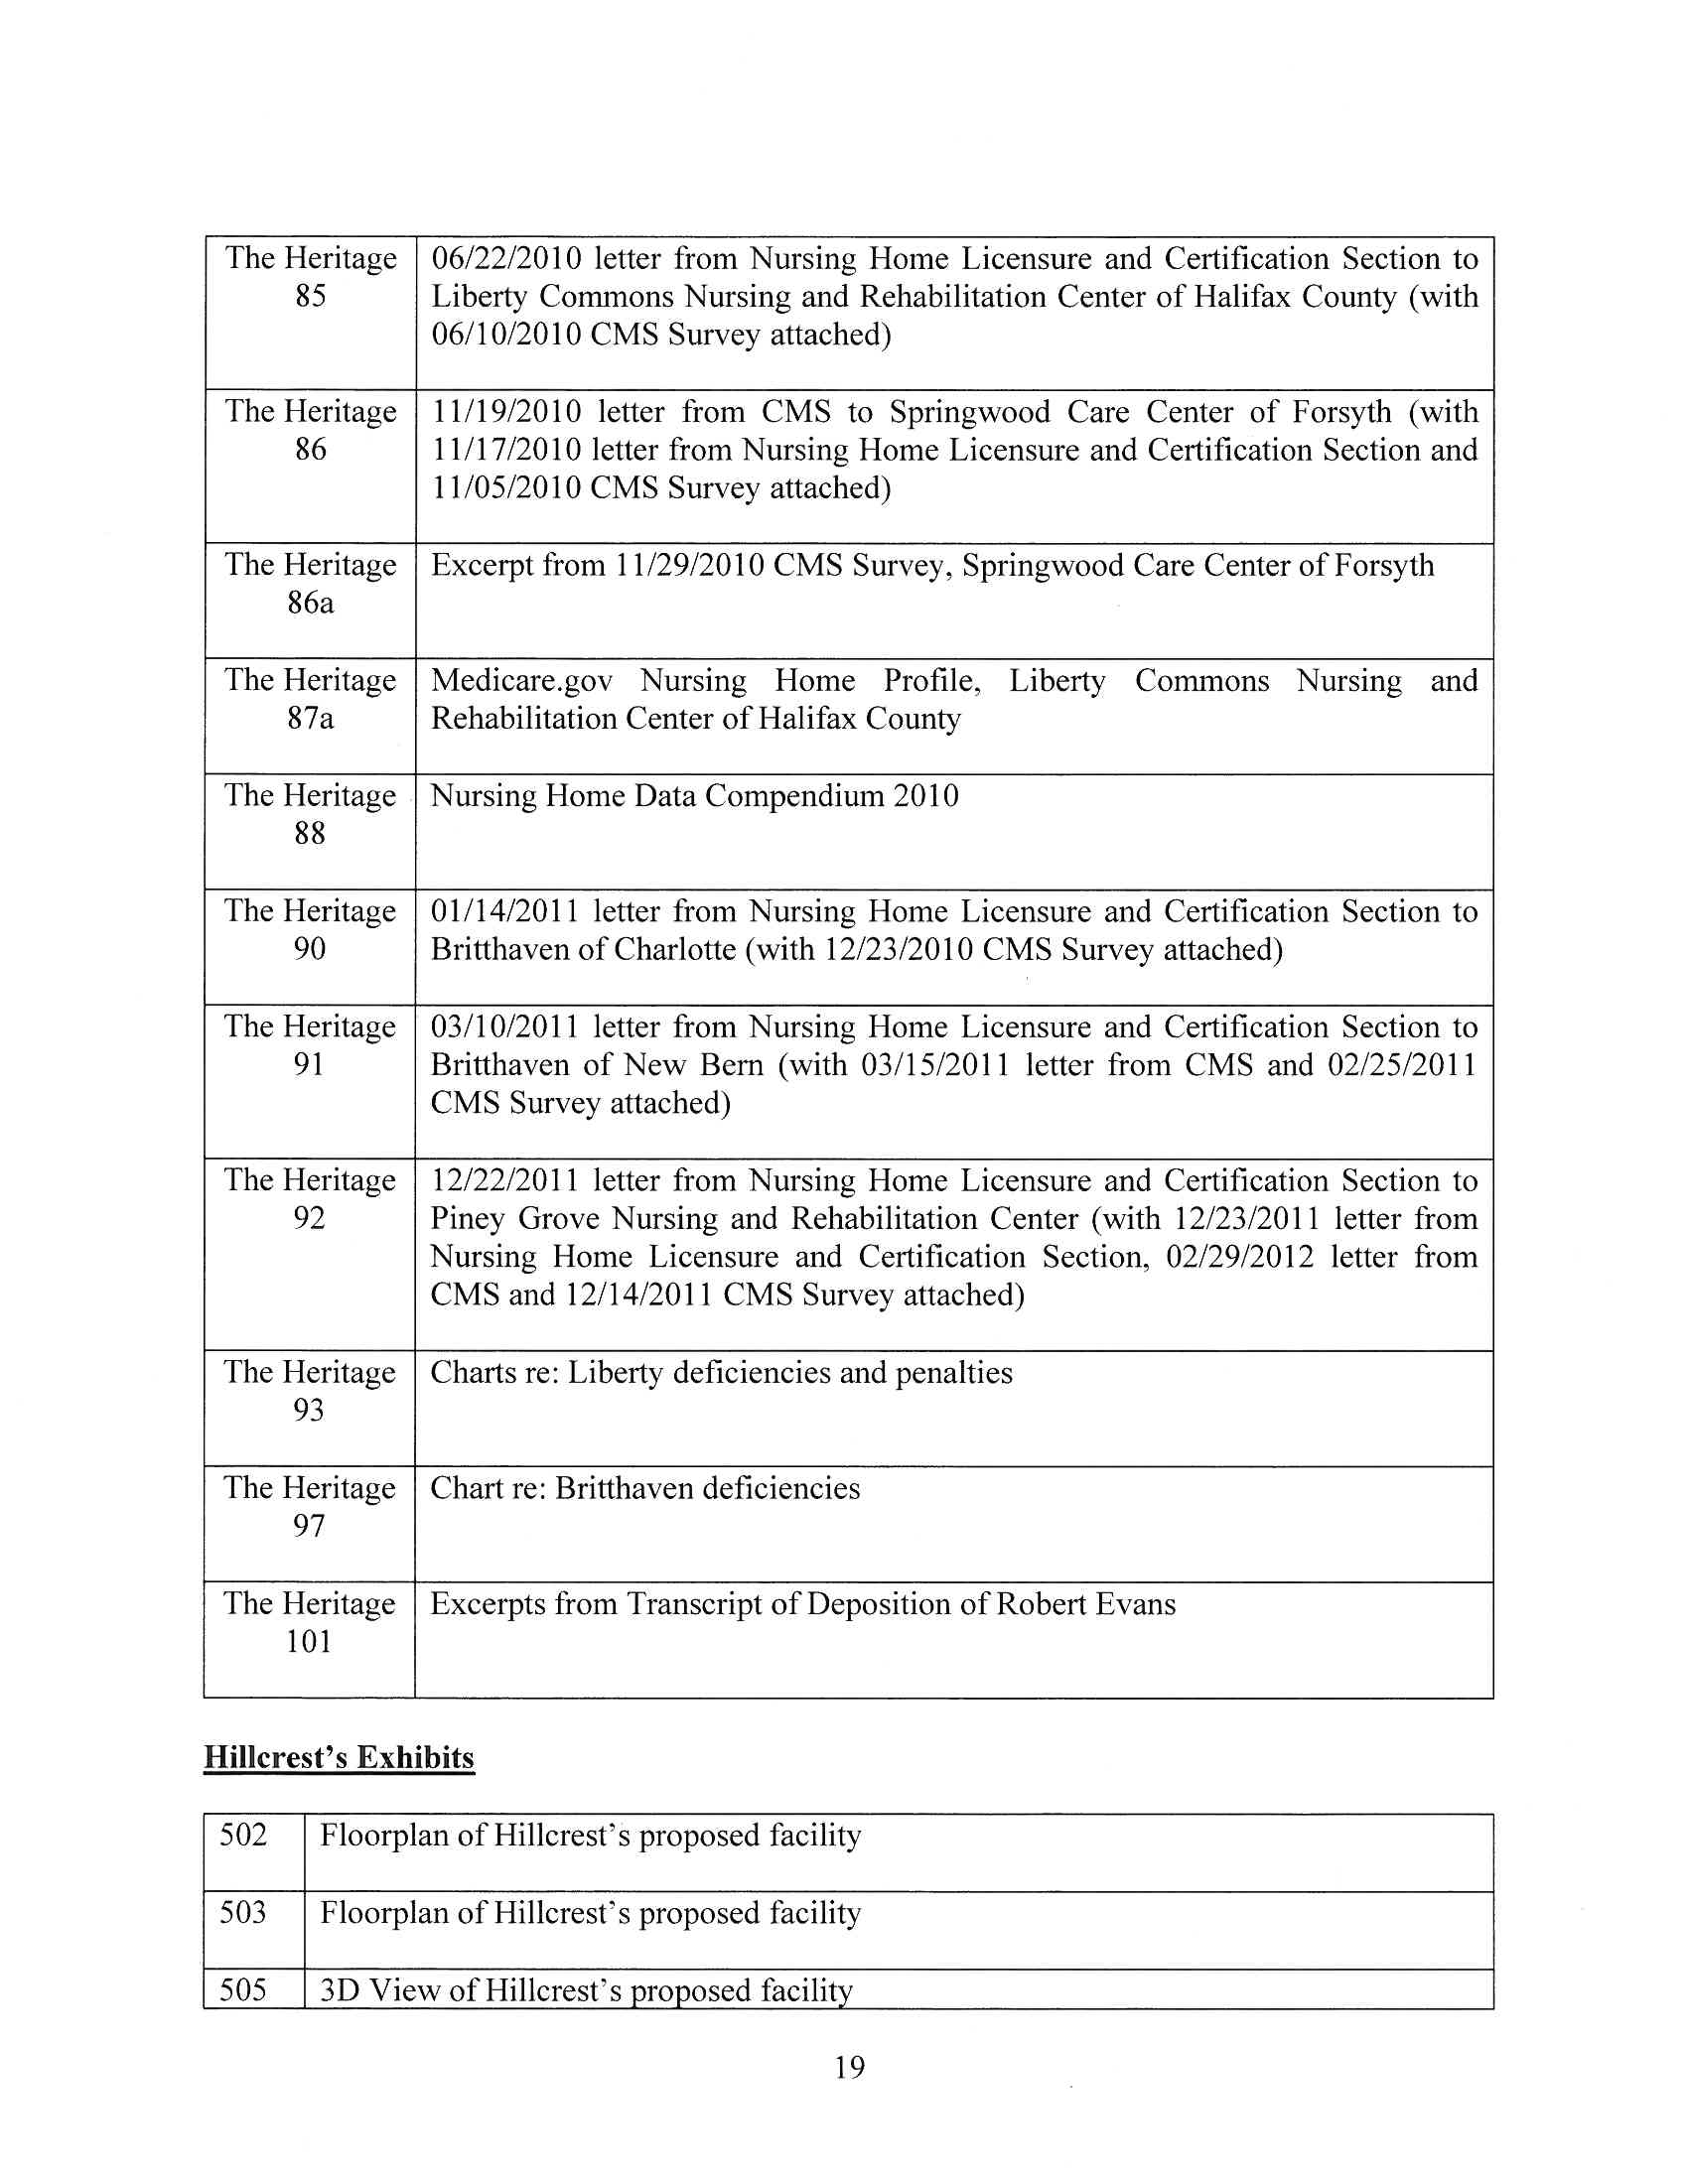 The Heritage
85
06/22/2010 letter from Nursing Home Licensure and Certification Section to
Liberty Commons Nursing and Rehabilitation Center of Halifax County (with
06/10/2010 CMS Survey attached)
The Heritage
86
11/19/2010 letter from CMS to Springwood Care Center of Forsyth (with
11/17/2010 letter from Nursing Home Licensure and Certification Section and
11/05/2010 CMS Survey attached)
The Heritage
86a
Excerpt from 11/29/2010 CMS Survey, Springwood Care Center of Forsyth
The Heritage
87a
Medicare.gov Nursing Home Profile, Liberty Commons Nursing and
Rehabilitation Center of Halifax County
The Heritage
88
Nursing Home Data Compendium 2010
The Heritage
90
01/14/2011 letter from Nursing Home Licensure and Certification Section to
Britthaven of Charlotte (with 12/23/2010 CMS Survey attached)
The Heritage
91
03/10/2011 letter from Nursing Home Licensure and Certification Section to
Britthaven of New Bern (with 03/15/2011 letter from CMS and 02/25/2011
CMS Survey attached)
The Heritage
92
12/22/2011 letter from Nursing Home Licensure and Certification Section to
Piney Grove Nursing and Rehabilitation Center (with 12/23/2011 letter from
Nursing Home Licensure and Certification Section, 02/29/2012 letter from
CMS and 12/14/2011 CMS Survey attached)
The Heritage
93
Charts re: Liberty deficiencies and penalties
The Heritage
97
Chart re: Britthaven deficiencies
The Heritage
101
Excerpts from Transcript of Deposition of Robert Evans
Hillcrest's Exhibits
502 Floorplan of Hillcrest's proposed facility
503 Floorplan of Hillcrest's proposed facility
505 3D View of Hillcrest's proposed facility
19